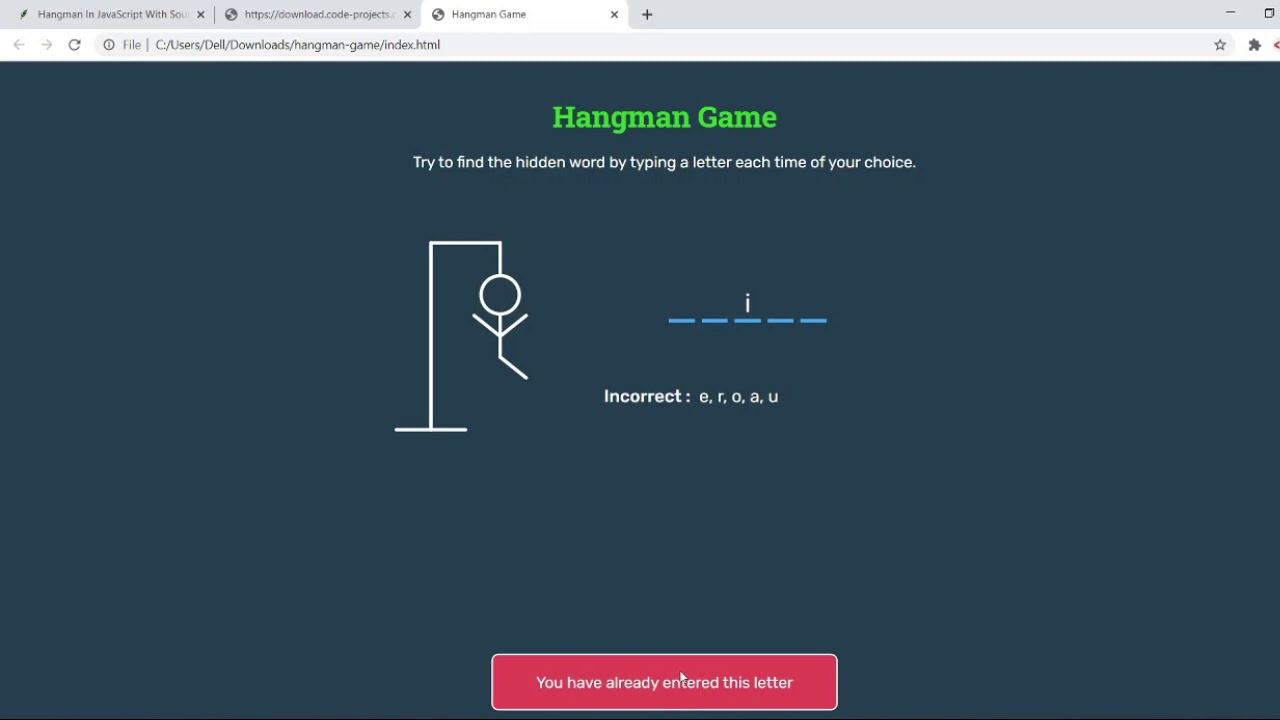 Hangman In JavaScript With Sou
https://download.code-projects.
Hangman Game
File
C:/Users/Dell/Downloads/hangman-game/index.html
Hangman Game
Try to find the hidden word by typing a letter each time of your choice.
i
Incorrect : e, r, o, a, u
You have already entered this letter